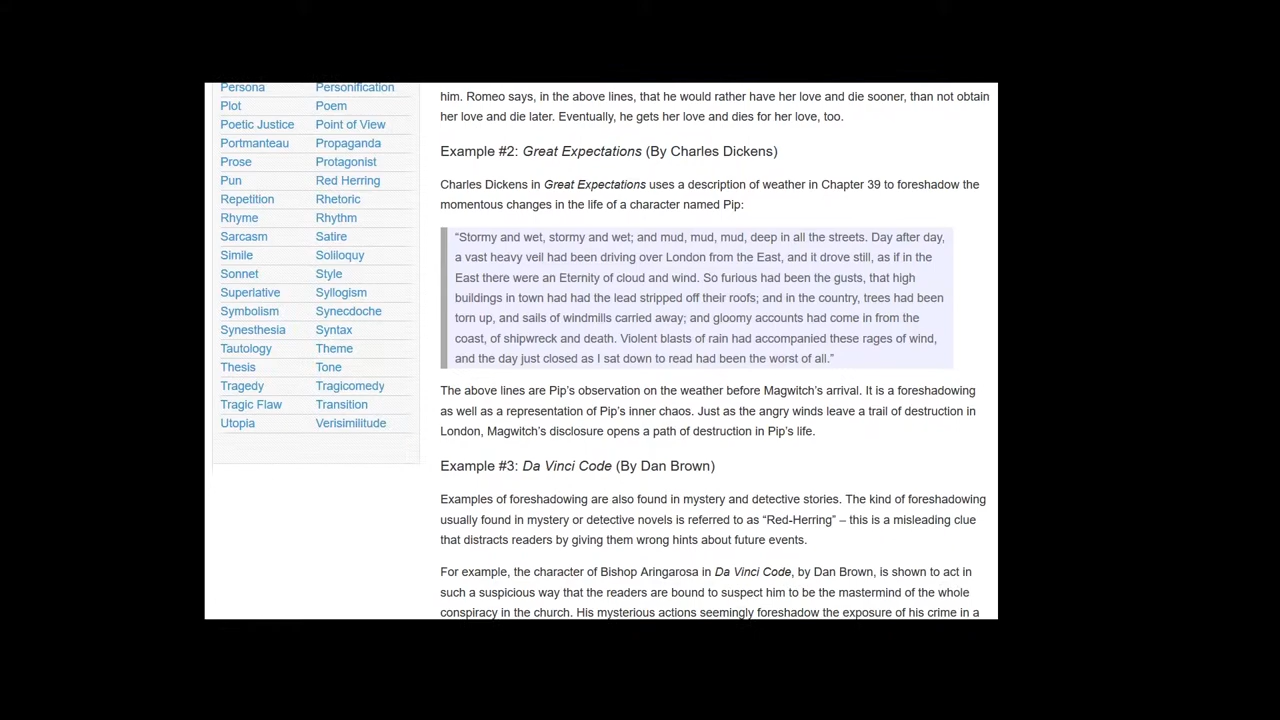 Persona Personification
Plot Poem
Poetic Justice Point of View
Portmanteau Propaganda
Prose Protagonist
Pun Red Herring
Repetition Rhetoric
Rhyme Rhythm
Sarcasm Satire
Simile Soliloquy
Sonnet Style
Superlative Syllogism
Symbolism Synecdoche
Synesthesia Syntax
Tautology Theme
Thesis Tone
Tragedy Tragicomedy
Tragic Flaw Transition
Utopia Verisimilitude
him. Romeo says, in the above lines, that he would rather have her love and die sooner, than not obtain
her love and die later. Eventually, he gets her love and dies for her love, too.
Example #2: Great Expectations (By Charles Dickens)
Charles Dickens in Great Expectations uses a description of weather in Chapter 39 to foreshadow the
momentous changes in the life of a character named Pip:
“Stormy and wet, stormy and wet; and mud, mud, mud, deep in all the streets. Day after day,
a vast heavy veil had been driving over London from the East, and it drove still, as if in the
East there were an Eternity of cloud and wind. So furious had been the gusts, that high
buildings in town had had the lead stripped off their roofs; and in the country, trees had been
torn up, and sails of windmills carried away; and gloomy accounts had come in from the
coast, of shipwreck and death. Violent blasts of rain had accompanied these rages of wind,
and the day just closed as I sat down to read had been the worst of all.”
The above lines are Pip’s observation on the weather before Magwitch’s arrival. It is a foreshadowing
as well as a representation of Pip’s inner chaos. Just as the angry winds leave a trail of destruction in
London, Magwitch’s disclosure opens a path of destruction in Pip’s life.
Example #3: Da Vinci Code (By Dan Brown)
Examples of foreshadowing are also found in mystery and detective stories. The kind of foreshadowing
usually found in mystery or detective novels is referred to as “Red-Herring” – this is a misleading clue
that distracts readers by giving them wrong hints about future events.
For example, the character of Bishop Aringarosa in Da Vinci Code, by Dan Brown, is shown to act in
such a suspicious way that the readers are bound to suspect him to be the mastermind of the whole
conspiracy in the church. His mysterious actions seemingly foreshadow the exposure of his crime in a